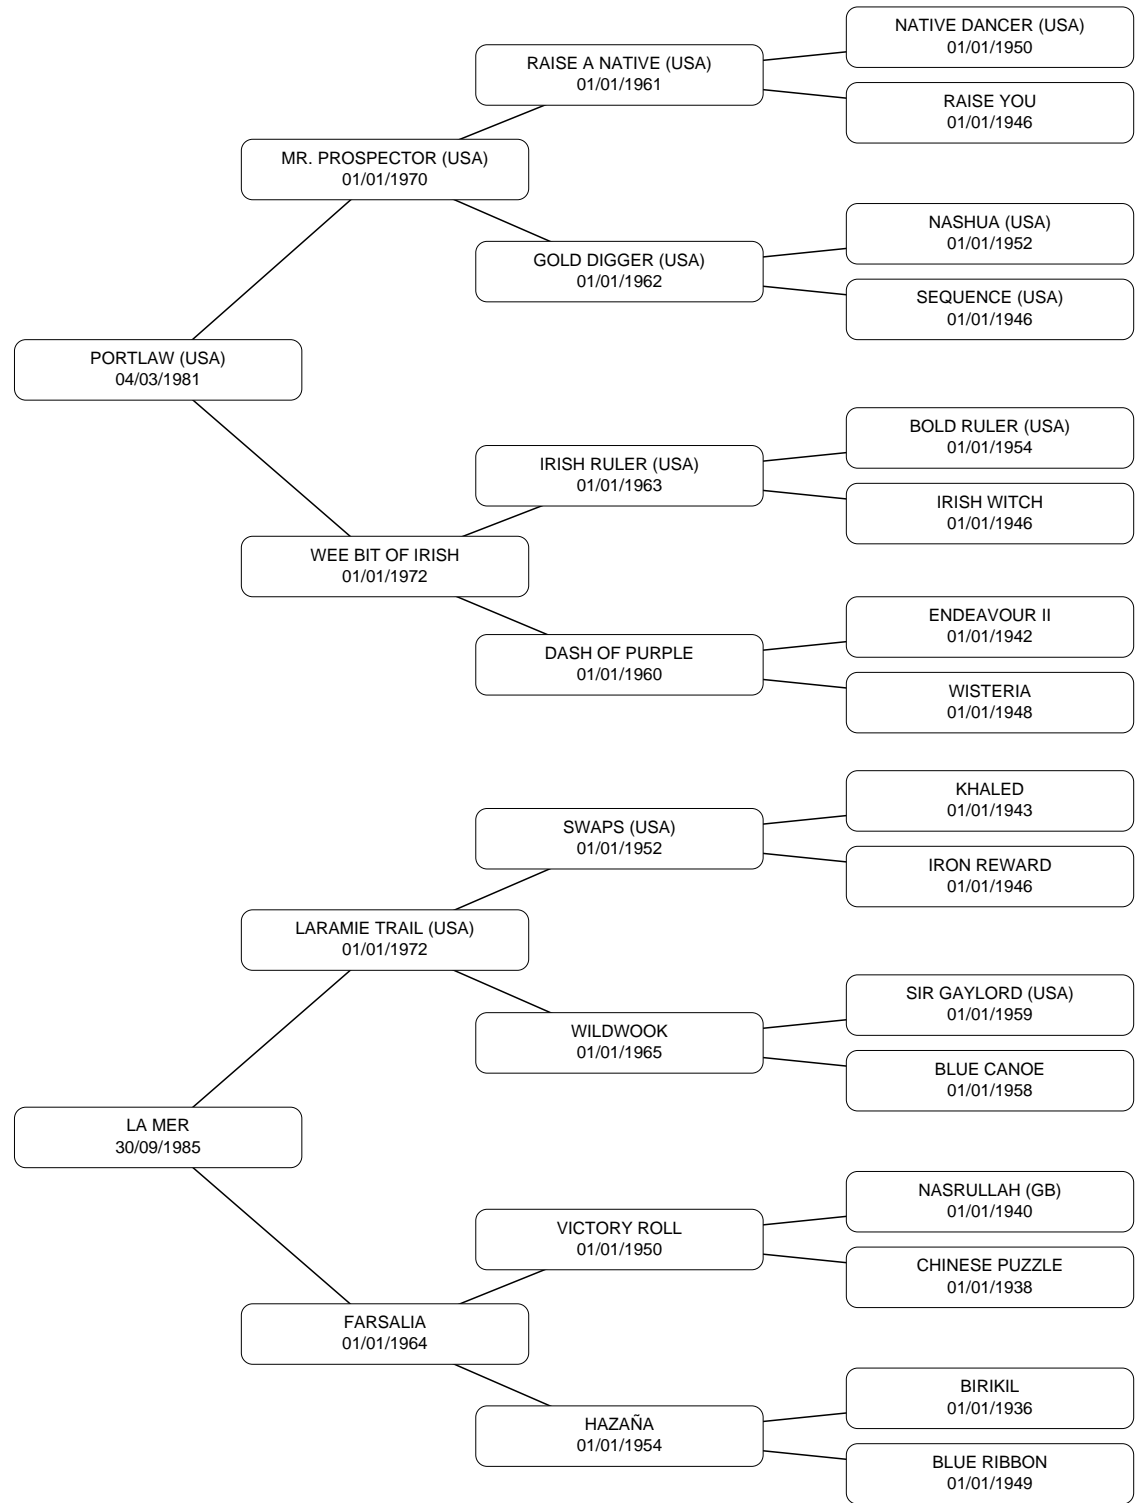 NATIVE DANCER (USA)
01/01/1950
RAISE A NATIVE (USA)
01/01/1961
RAISE YOU
01/01/1946
MR. PROSPECTOR (USA)
01/01/1970
NASHUA (USA)
01/01/1952
GOLD DIGGER (USA)
01/01/1962
SEQUENCE (USA)
01/01/1946
PORTLAW (USA)
04/03/1981
BOLD RULER (USA)
01/01/1954
IRISH RULER (USA)
01/01/1963
IRISH WITCH
01/01/1946
WEE BIT OF IRISH
01/01/1972
ENDEAVOUR II
01/01/1942
DASH OF PURPLE
01/01/1960
WISTERIA
01/01/1948
KHALED
01/01/1943
SWAPS (USA)
01/01/1952
IRON REWARD
01/01/1946
LARAMIE TRAIL (USA)
01/01/1972
SIR GAYLORD (USA)
01/01/1959
WILDWOOK
01/01/1965
BLUE CANOE
01/01/1958
LA MER
30/09/1985
NASRULLAH (GB)
01/01/1940
VICTORY ROLL
01/01/1950
CHINESE PUZZLE
01/01/1938
FARSALIA
01/01/1964
BIRIKIL
01/01/1936
HAZAÑA
01/01/1954
BLUE RIBBON
01/01/1949